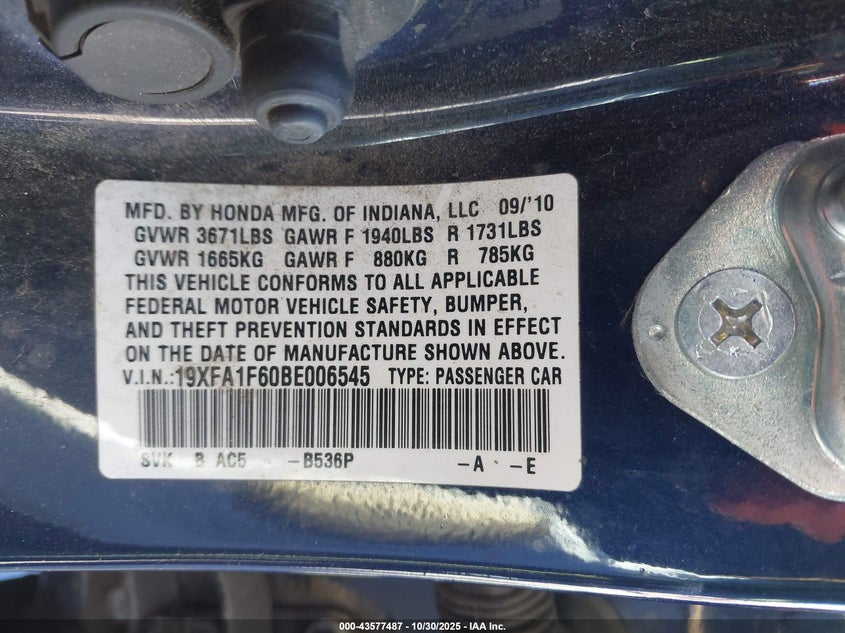 MFD. BY HONDA MFG. OF INDIANA, LLC 09/'10
GVWR 3671LBS GAWR F 1940LBS R 1731LBS
GVWR 1665KG GAWR F 880KG R 785KG
THIS VEHICLE CONFORMS TO ALL APPLICABLE
FEDERAL MOTOR VEHICLE SAFETY, BUMPER,
AND THEFT PREVENTION STANDARDS IN EFFECT
ON THE DATE OF MANUFACTURE SHOWN ABOVE.
V.I.N.:19XFA1F60BE006545 TYPE: PASSENGER CAR
SVK B AC5 -B536P -A -E
000-43577487 - 10/30/2025 - IAA Inc.